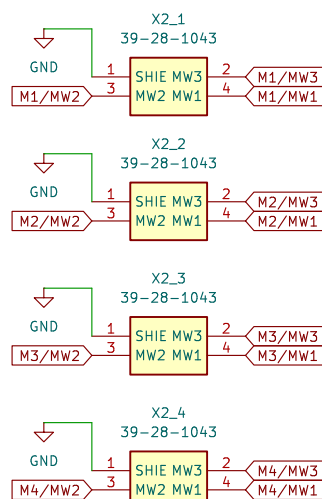 X2_1
39-28-1043
GND
1 SHIE MW3 2 M1/MW3
M1/MW2 3 MW2 MW1 4 M1/MW1
X2_2
39-28-1043
GND
1 SHIE MW3 2 M2/MW3
M2/MW2 3 MW2 MW1 4 M2/MW1
X2_3
39-28-1043
GND
1 SHIE MW3 2 M3/MW3
M3/MW2 3 MW2 MW1 4 M3/MW1
X2_4
39-28-1043
GND
1 SHIE MW3 2 M4/MW3
M4/MW2 3 MW2 MW1 4 M4/MW1